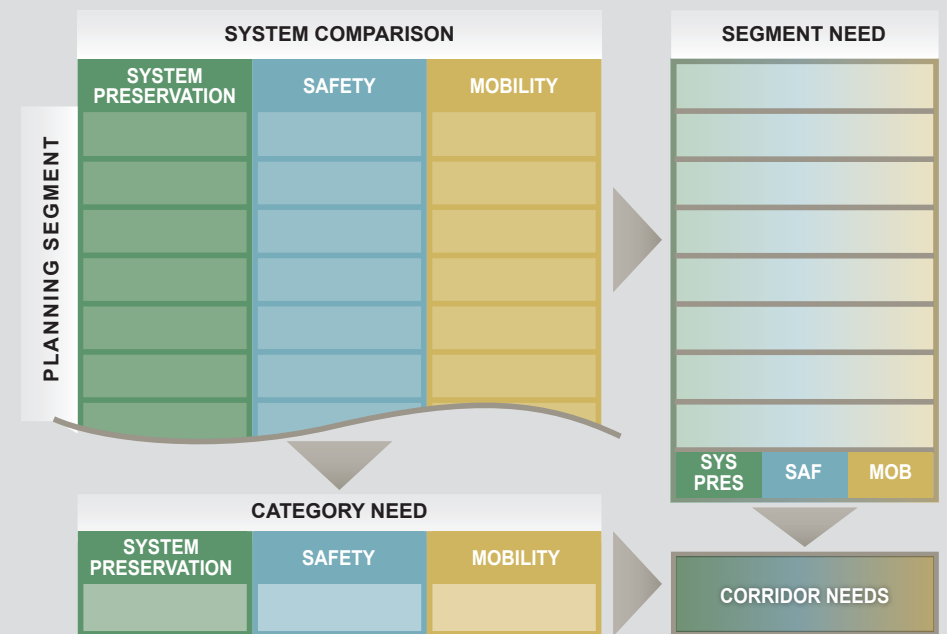 SYSTEM COMPARISON
SYSTEM
PRESERVATION
SAFETY
MOBILITY
PLANNING SEGMENT
SEGMENT NEED
SYS
PRES
SAF
MOB
CATEGORY NEED
SYSTEM
PRESERVATION
SAFETY
MOBILITY
CORRIDOR NEEDS